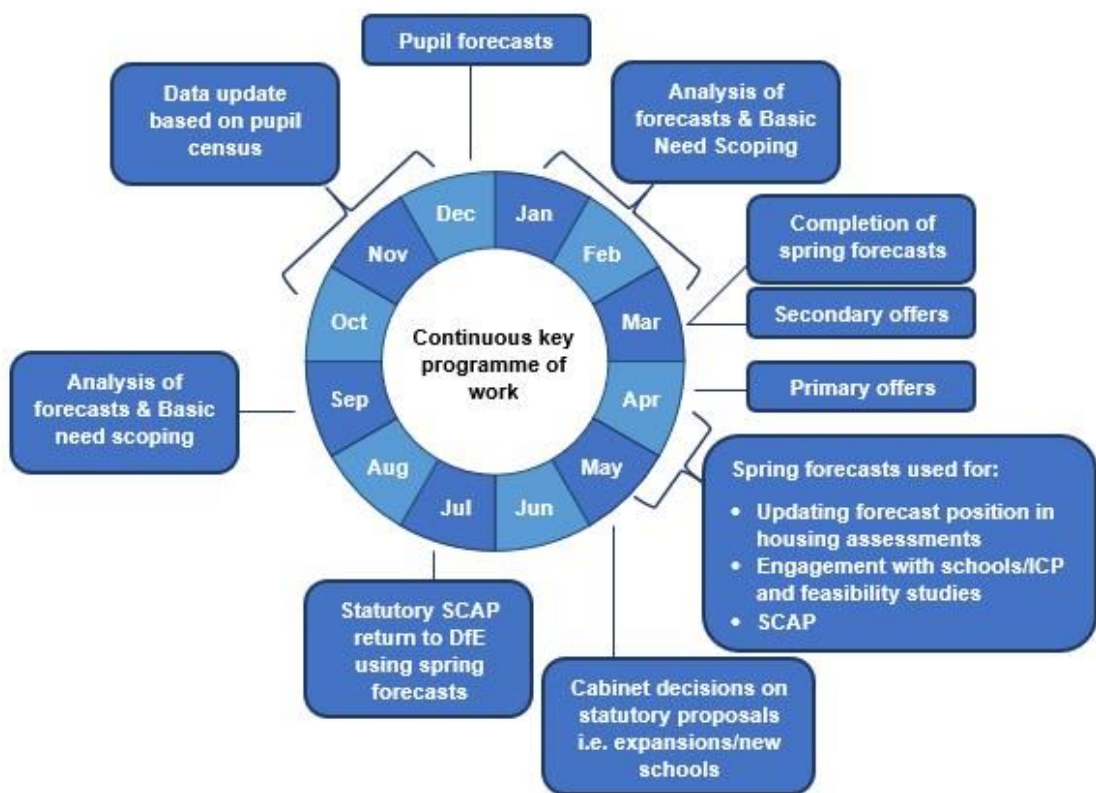 Pupil forecasts
Data update
based on pupil
census
Analysis of
forecasts & Basic
Need Scoping
Completion of
spring forecasts
Secondary offers
Primary offers
Spring forecasts used for:
• Updating forecast position in
housing assessments
• Engagement with schools/ICP
and feasibility studies
• SCAP
Cabinet decisions on
statutory proposals
i.e. expansions/new
schools
Statutory SCAP
return to DfE
using spring
forecasts
Analysis of
forecasts & Basic
need scoping
Jan
Feb
Mar
Apr
May
Jun
Jul
Aug
Sep
Oct
Nov
Dec
Continuous key
programme of
work